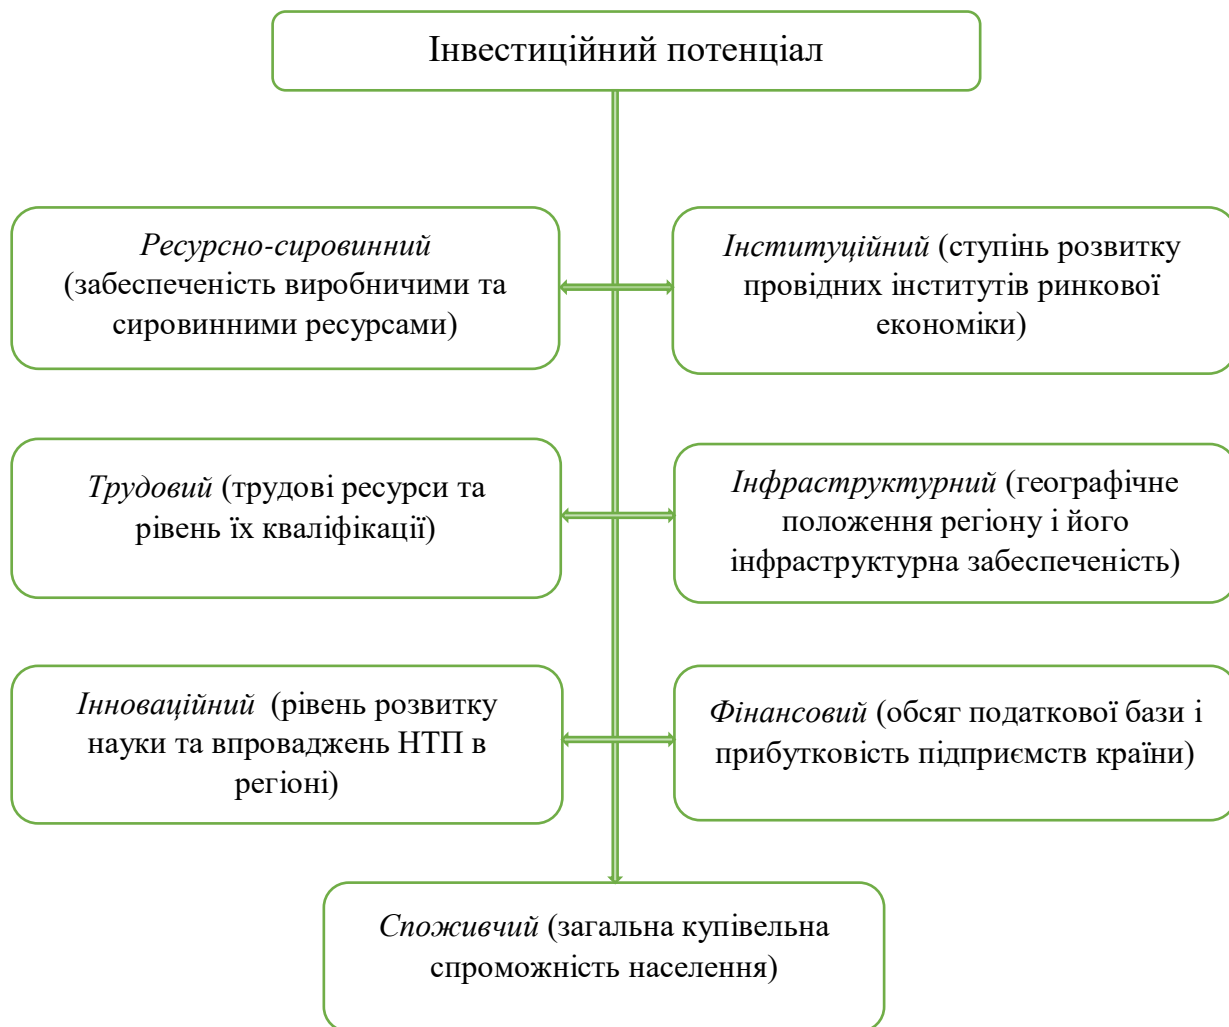 Інвестиційний потенціал
Ресурсно-сировинний
(забеспеченість виробничими та
сировинними ресурсами)
Інституційний (ступінь розвитку
провідних інститутів ринкової
економіки)
Трудовий (трудові ресурси та
рівень їх кваліфікації)
Інфраструктурний (географічне
положення регіону і його
інфраструктурна забеспеченість)
Інноваційний (рівень розвитку
науки та впроваджень НТП в
регіоні)
Фінансовий (обсяг податкової бази і
прибутковість підприємств країни)
Споживчий (загальна купівельна
спроможність населення)